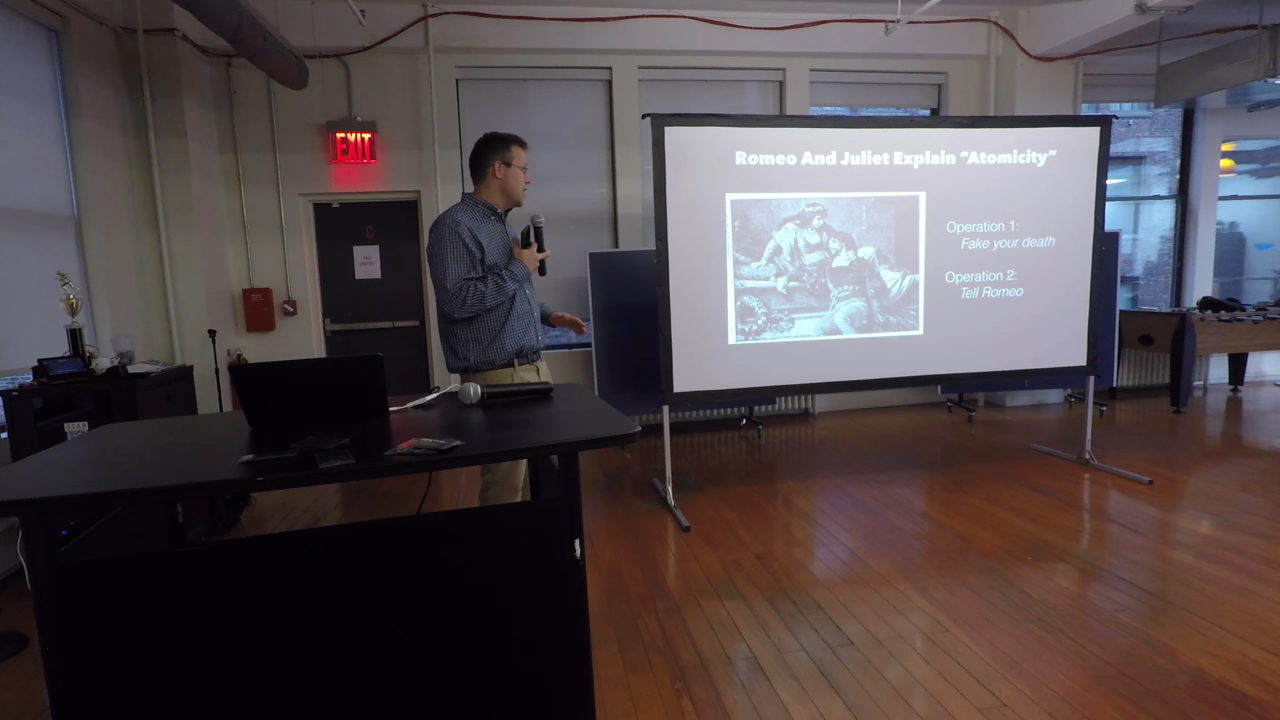 EXIT
Romeo And Juliet Explain "Atomicity"
Operation 1:
Fake your death
Operation 2:
Tell Romeo